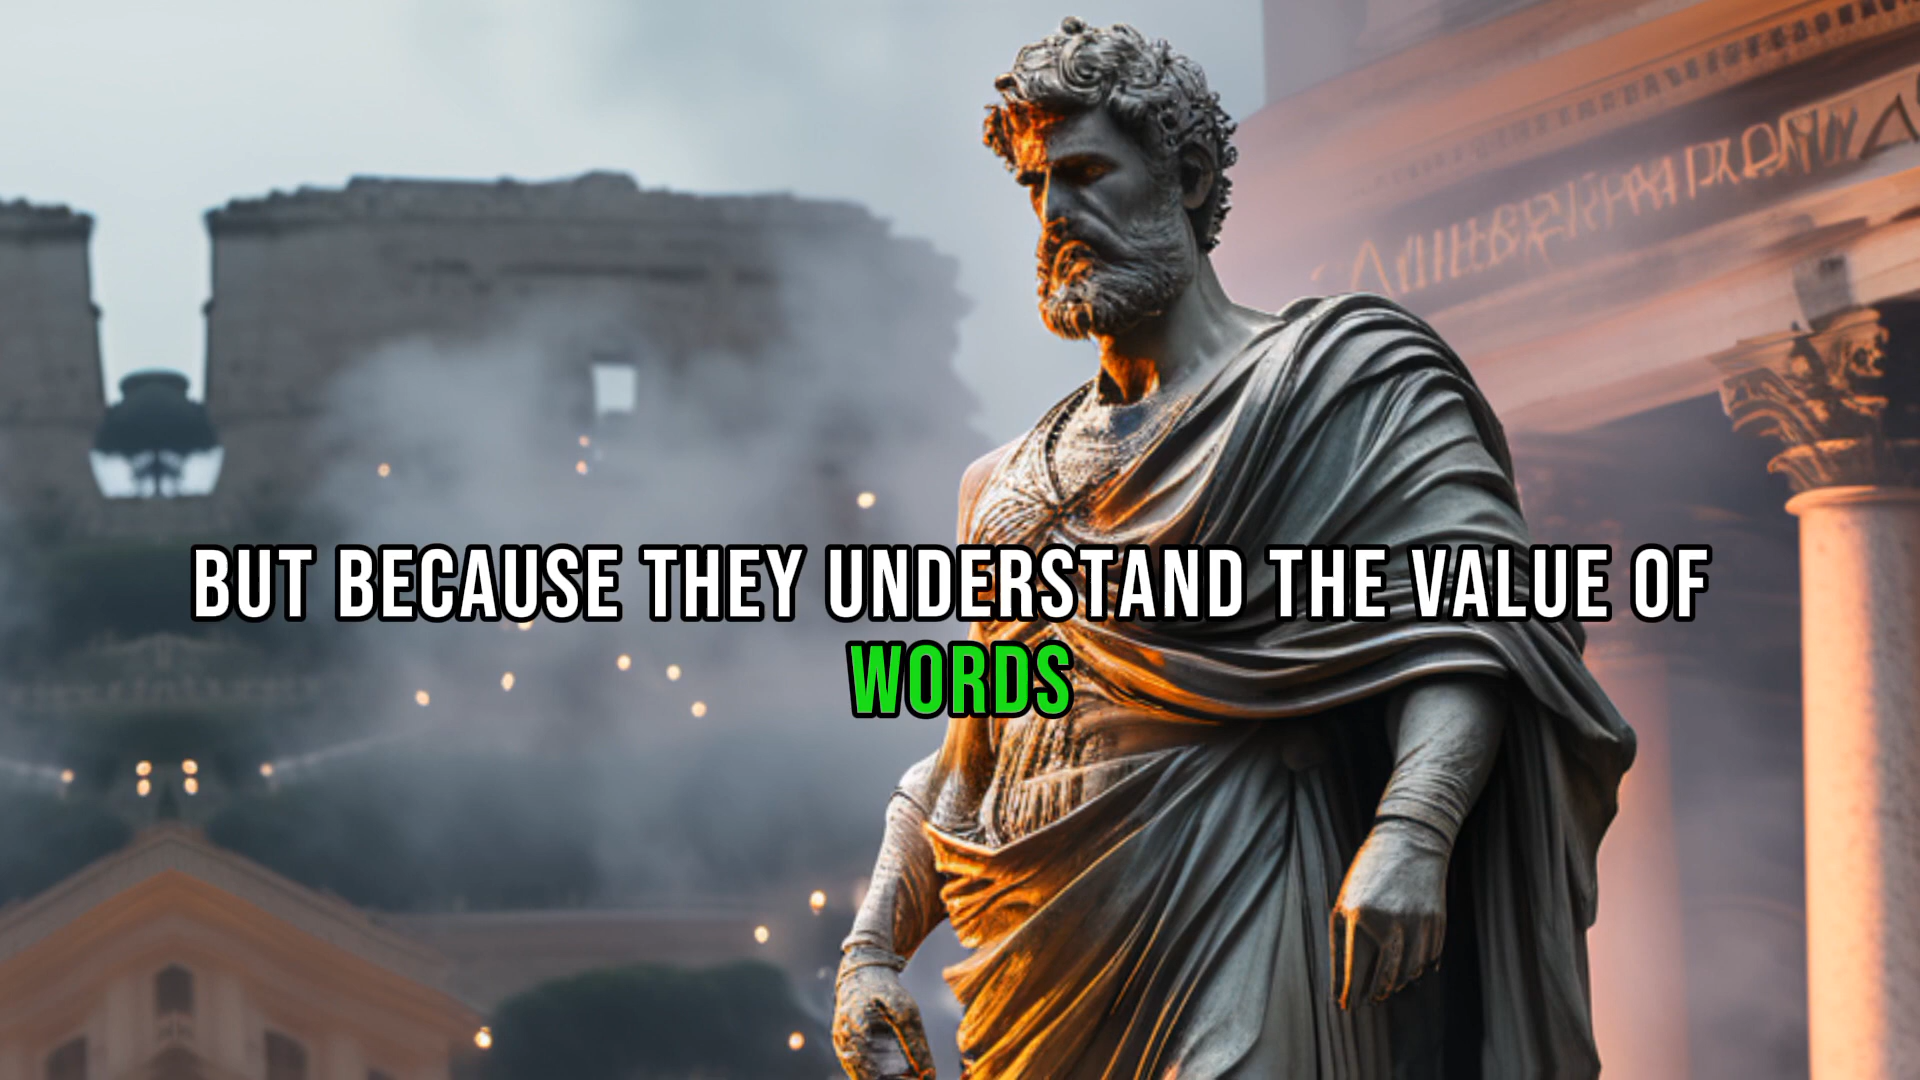 BUT BECAUSE THEY UNDERSTAND THE VALUE OF
WORDS